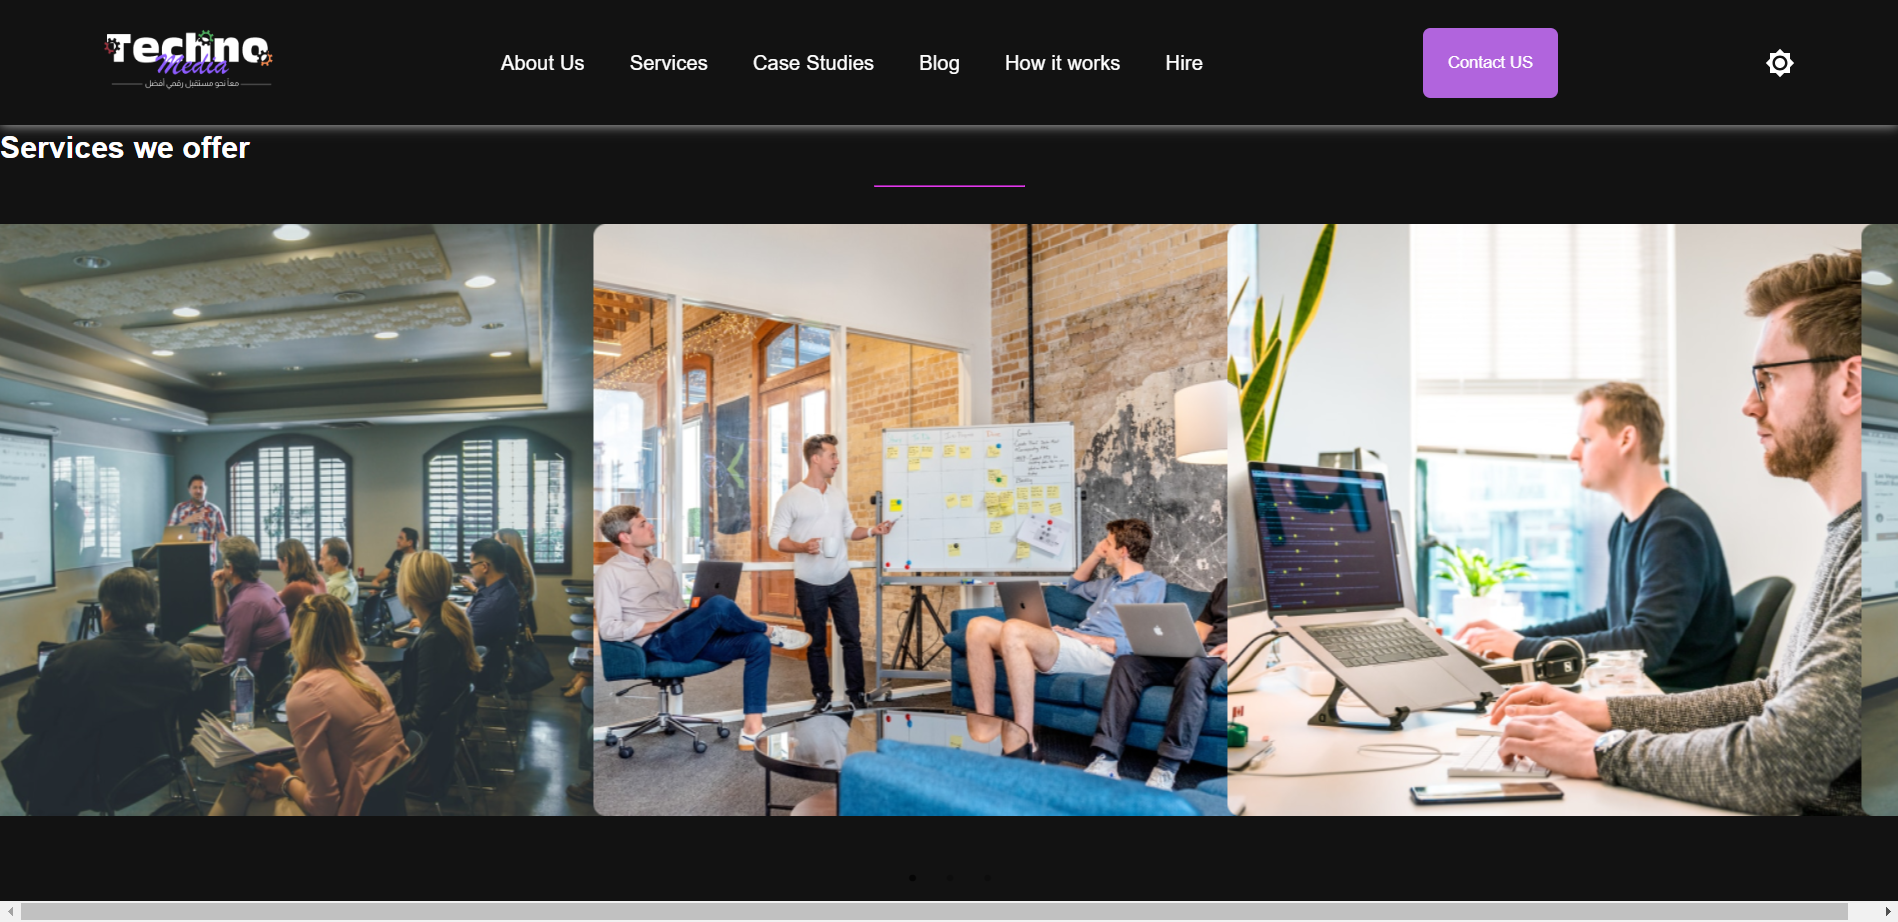 Techno
Media
معاً نحو مستقبل رقمي أفضل
About Us
Services
Case Studies
Blog
How it works
Hire
Contact US
Services we offer